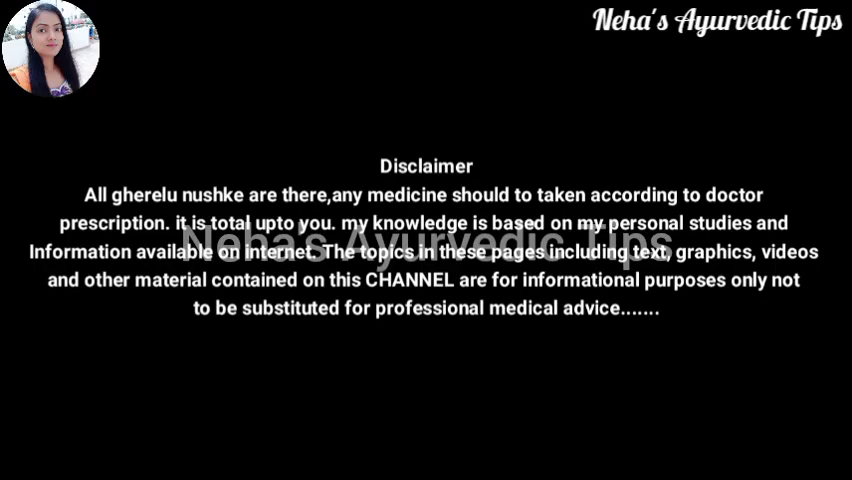 Neha's Ayurvedic Tips
Disclaimer
All gherelu nushke are there,any medicine should to taken according to doctor
prescription. it is total upto you. my knowledge is based on my personal studies and
Neha's Ayurvedic Tips
Information available on internet. The topics in these pages including text, graphics, videos
and other material contained on this CHANNEL are for informational purposes only not
to be substituted for professional medical advice.......